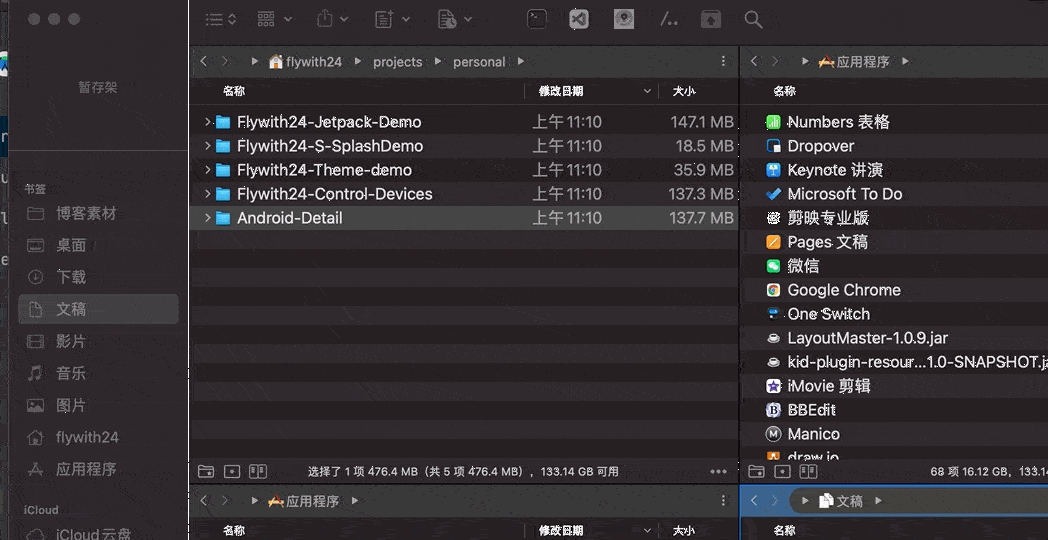 暂存架
书签
博客素材
桌面
下载
文稿
影片
音乐
图片
flywith24
应用程序
iCloud
iCloud云盘
flywith24 projects personal
名称 修改日期 大小
Flywith24-Jetpack-Demo 上午 11:10 147.1 MB
Flywith24-S-SplashDemo 上午 11:10 18.5 MB
Flywith24-Theme-demo 上午 11:10 35.9 MB
Flywith24-Control-Devices 上午 11:10 137.3 MB
Android-Detail 上午 11:10 137.7 MB
选择了 1 项 476.4 MB（共 5 项 476.4 MB），133.14 GB 可用
应用程序
名称 修改日期 大小
应用程序
名称
Numbers 表格
Dropover
Keynote 讲演
Microsoft To Do
剪映专业版
Pages 文稿
微信
Google Chrome
One Switch
LayoutMaster-1.0.9.jar
kid-plugin-resour...1.0-SNAPSHOT.ja
iMovie 剪辑
BBEdit
Manico
draw.io
68 项 16.12 GB，133.14
文稿
名称